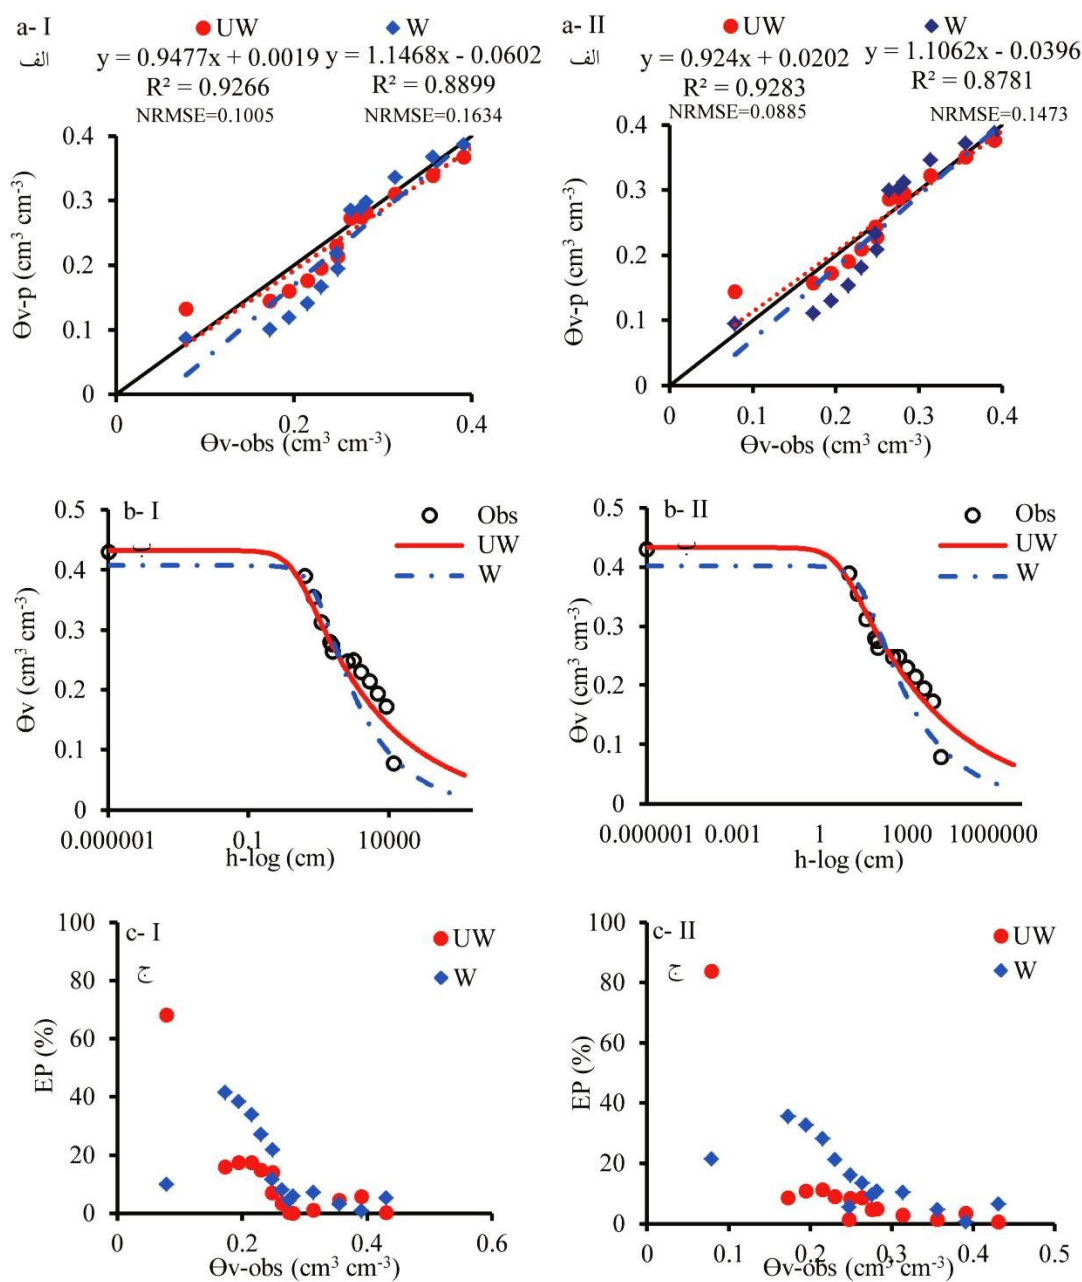 a- I
UW
W
الف
y = 0.9477x + 0.0019
y = 1.1468x - 0.0602
R² = 0.9266
R² = 0.8899
NRMSE=0.1005
NRMSE=0.1634
0.4
0.3
0.2
0.1
0
ϴv-p (cm³ cm⁻³)
0
0.2
0.4
ϴv-obs (cm³ cm⁻³)
a- II
UW
W
الف
y = 0.924x + 0.0202
y = 1.1062x - 0.0396
R² = 0.9283
R² = 0.8781
NRMSE=0.0885
NRMSE=0.1473
0.4
0.3
0.2
0.1
0
ϴv-p (cm³ cm⁻³)
0
0.1
0.2
0.3
0.4
ϴv-obs (cm³ cm⁻³)
b- I
ب
Obs
UW
W
0.5
0.4
0.3
0.2
0.1
0
ϴv (cm³ cm⁻³)
0.000001
0.1
10000
h-log (cm)
b- II
ب
Obs
UW
W
0.5
0.4
0.3
0.2
0.1
0
ϴv (cm³ cm⁻³)
0.000001
0.001
1
1000
1000000
h-log (cm)
c- I
ج
UW
W
100
80
60
40
20
0
EP (%)
0
0.2
0.4
0.6
ϴv-obs (cm³ cm⁻³)
c- II
ج
UW
W
100
80
60
40
20
0
EP (%)
0
0.1
0.2
0.3
0.4
0.5
ϴv-obs (cm³ cm⁻³)